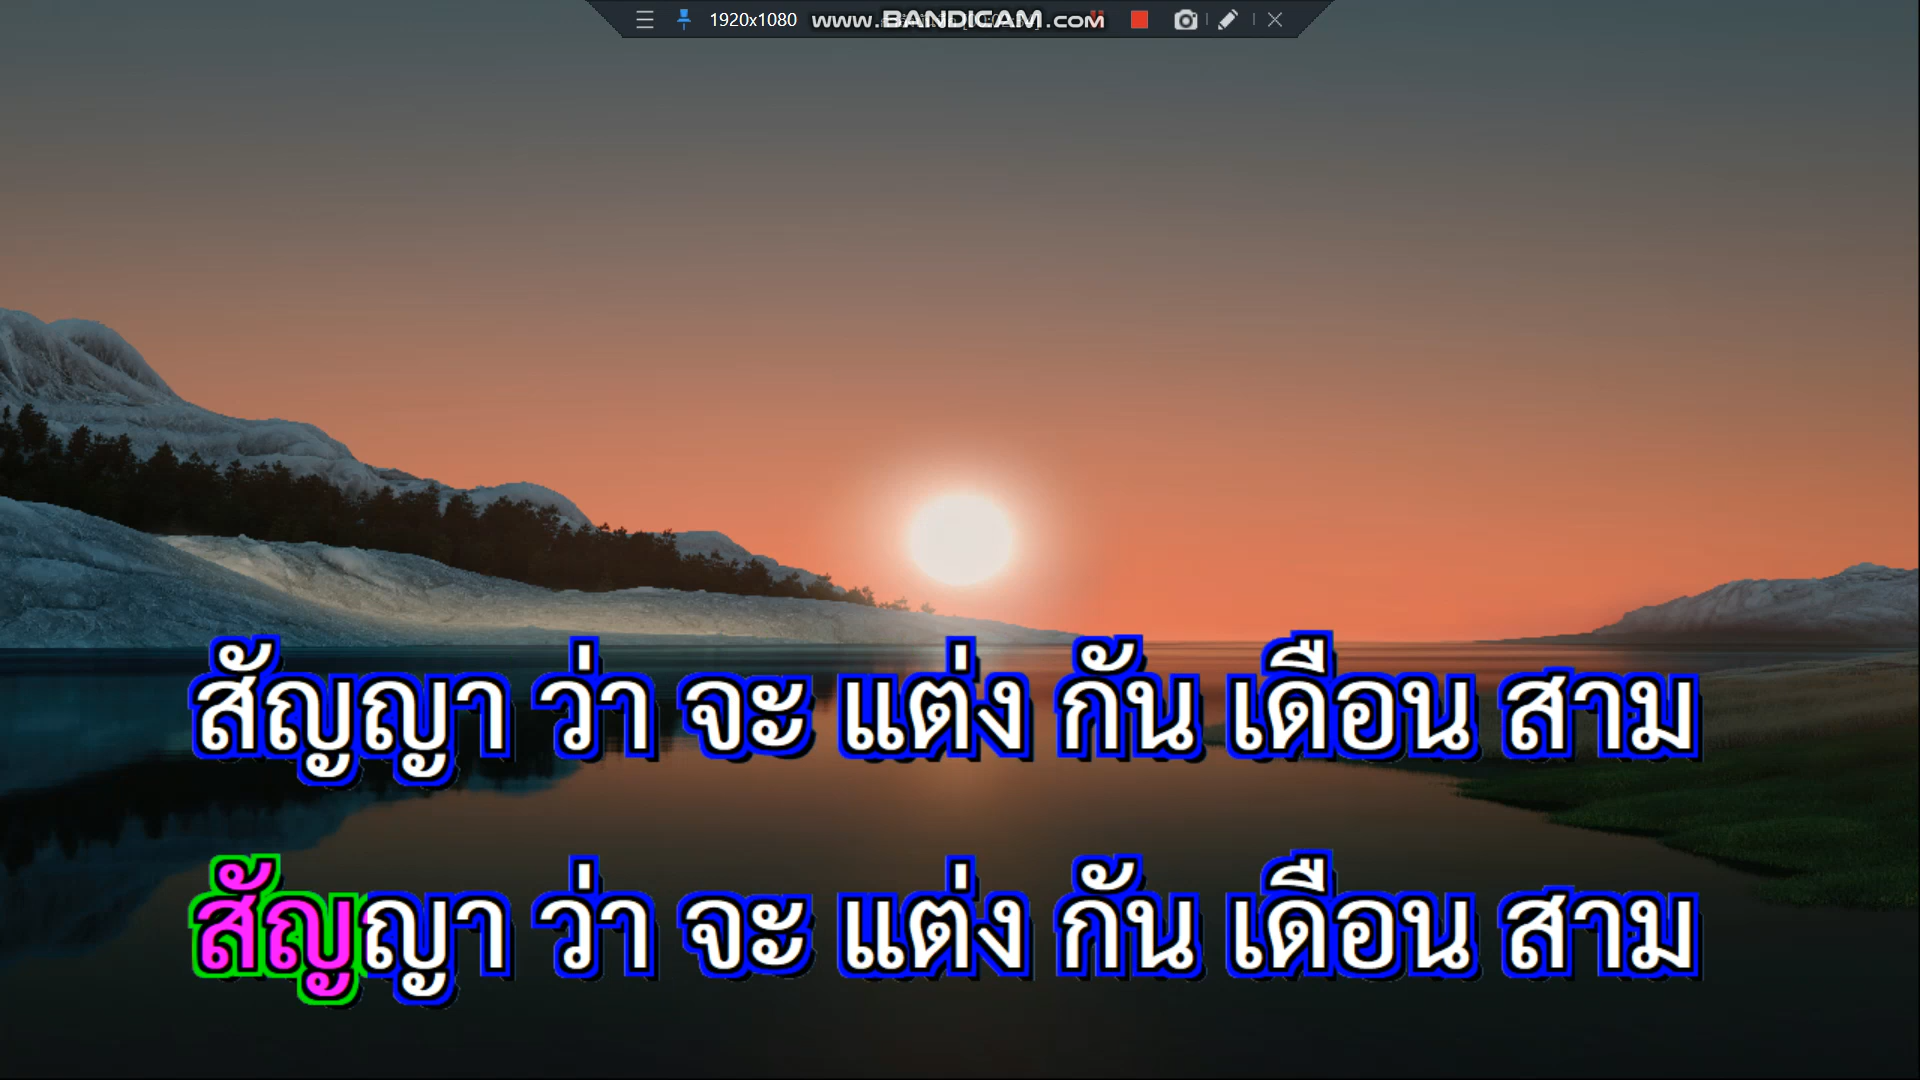 1920x1080 www.BANDICAM.com
สัญญา ว่า จะ แต่ง กัน เดือน สาม
สัญญา ว่า จะ แต่ง กัน เดือน สาม